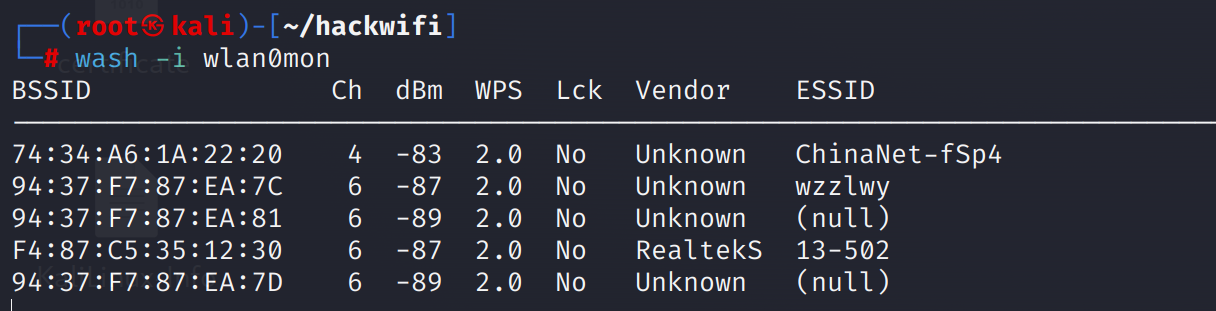 (root㉿kali)-[~/hackwifi]
# wash -i wlan0mon
BSSID Ch dBm WPS Lck Vendor ESSID
74:34:A6:1A:22:20 4 -83 2.0 No Unknown ChinaNet-fSp4
94:37:F7:87:EA:7C 6 -87 2.0 No Unknown wzzlwy
94:37:F7:87:EA:81 6 -89 2.0 No Unknown (null)
F4:87:C5:35:12:30 6 -87 2.0 No RealtekS 13-502
94:37:F7:87:EA:7D 6 -89 2.0 No Unknown (null)